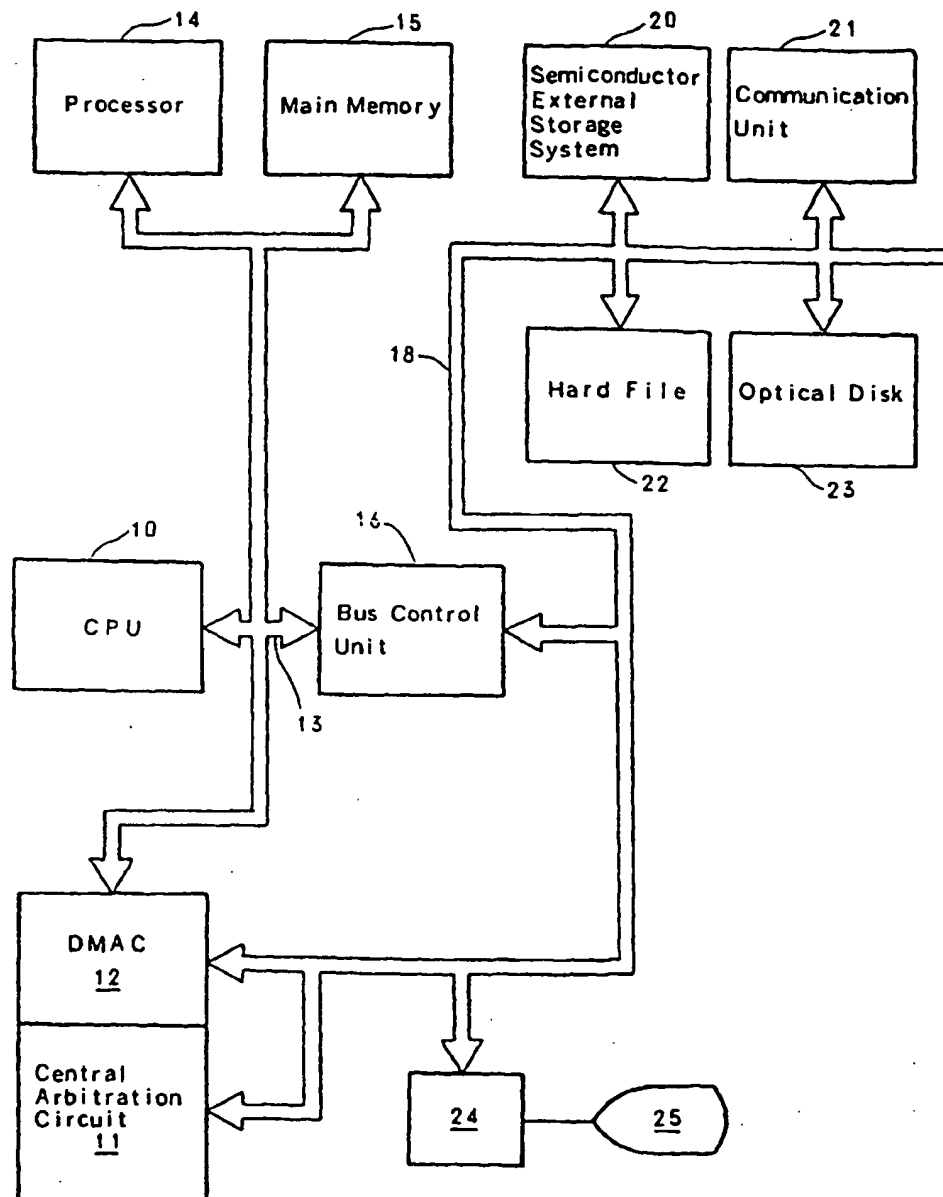 14
15
20
21
Processor
Main Memory
Semiconductor
External
Storage
System
Communication
Unit
18
Hard File
Optical Disk
22
23
10
16
CPU
Bus Control
Unit
13
DMAC
12
Central
Arbitration
Circuit
11
24
25